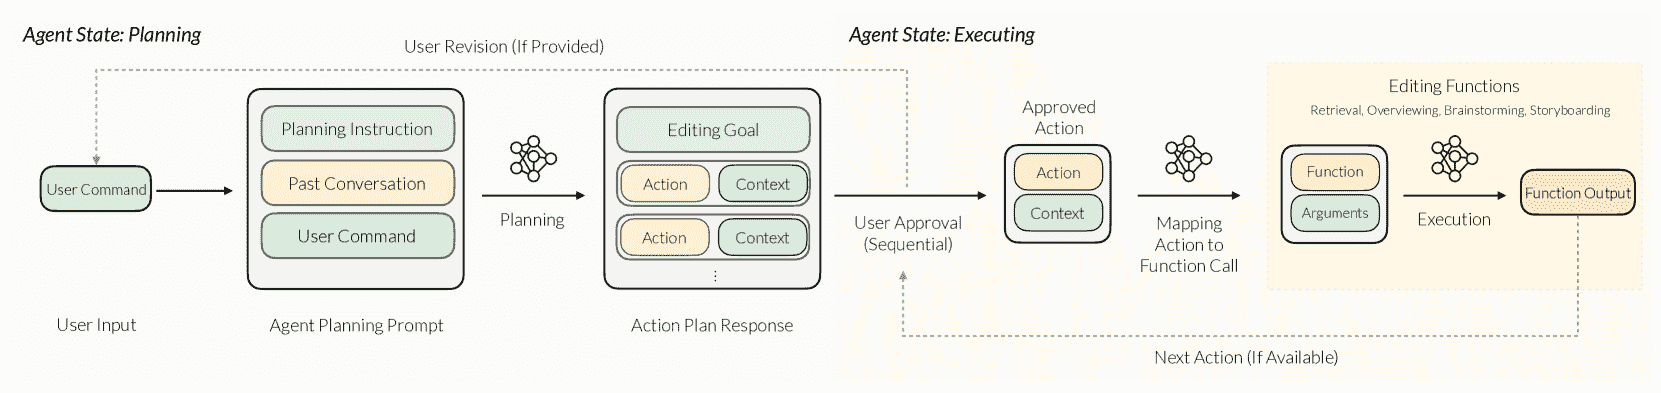 Agent State: Planning
User Revision (If Provided)
User Command
Planning Instruction
Past Conversation
User Command
Planning
Editing Goal
Action
Context
Action
Context
⋮
User Input
Agent Planning Prompt
Action Plan Response
Agent State: Executing
User Approval
(Sequential)
Approved
Action
Action
Context
Mapping
Action to
Function Call
Editing Functions
Retrieval, Overviewing, Brainstorming, Storyboarding
Function
Arguments
Execution
Function Output
Next Action (If Available)